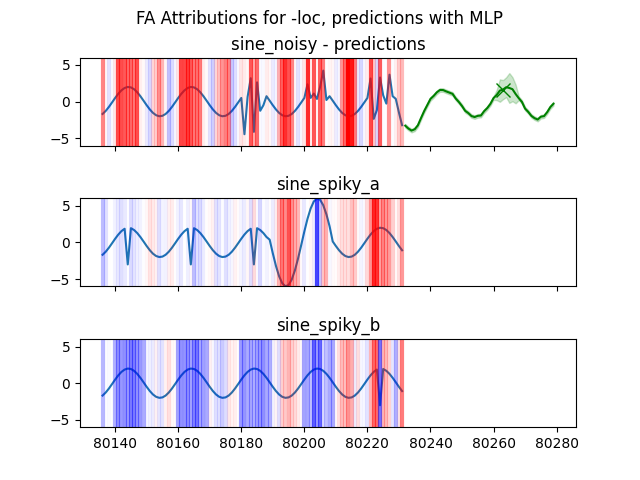 FA Attributions for -loc, predictions with MLP
sine_noisy - predictions
5
0
−5
sine_spiky_a
5
0
−5
sine_spiky_b
5
0
−5
80140 80160 80180 80200 80220 80240 80260 80280